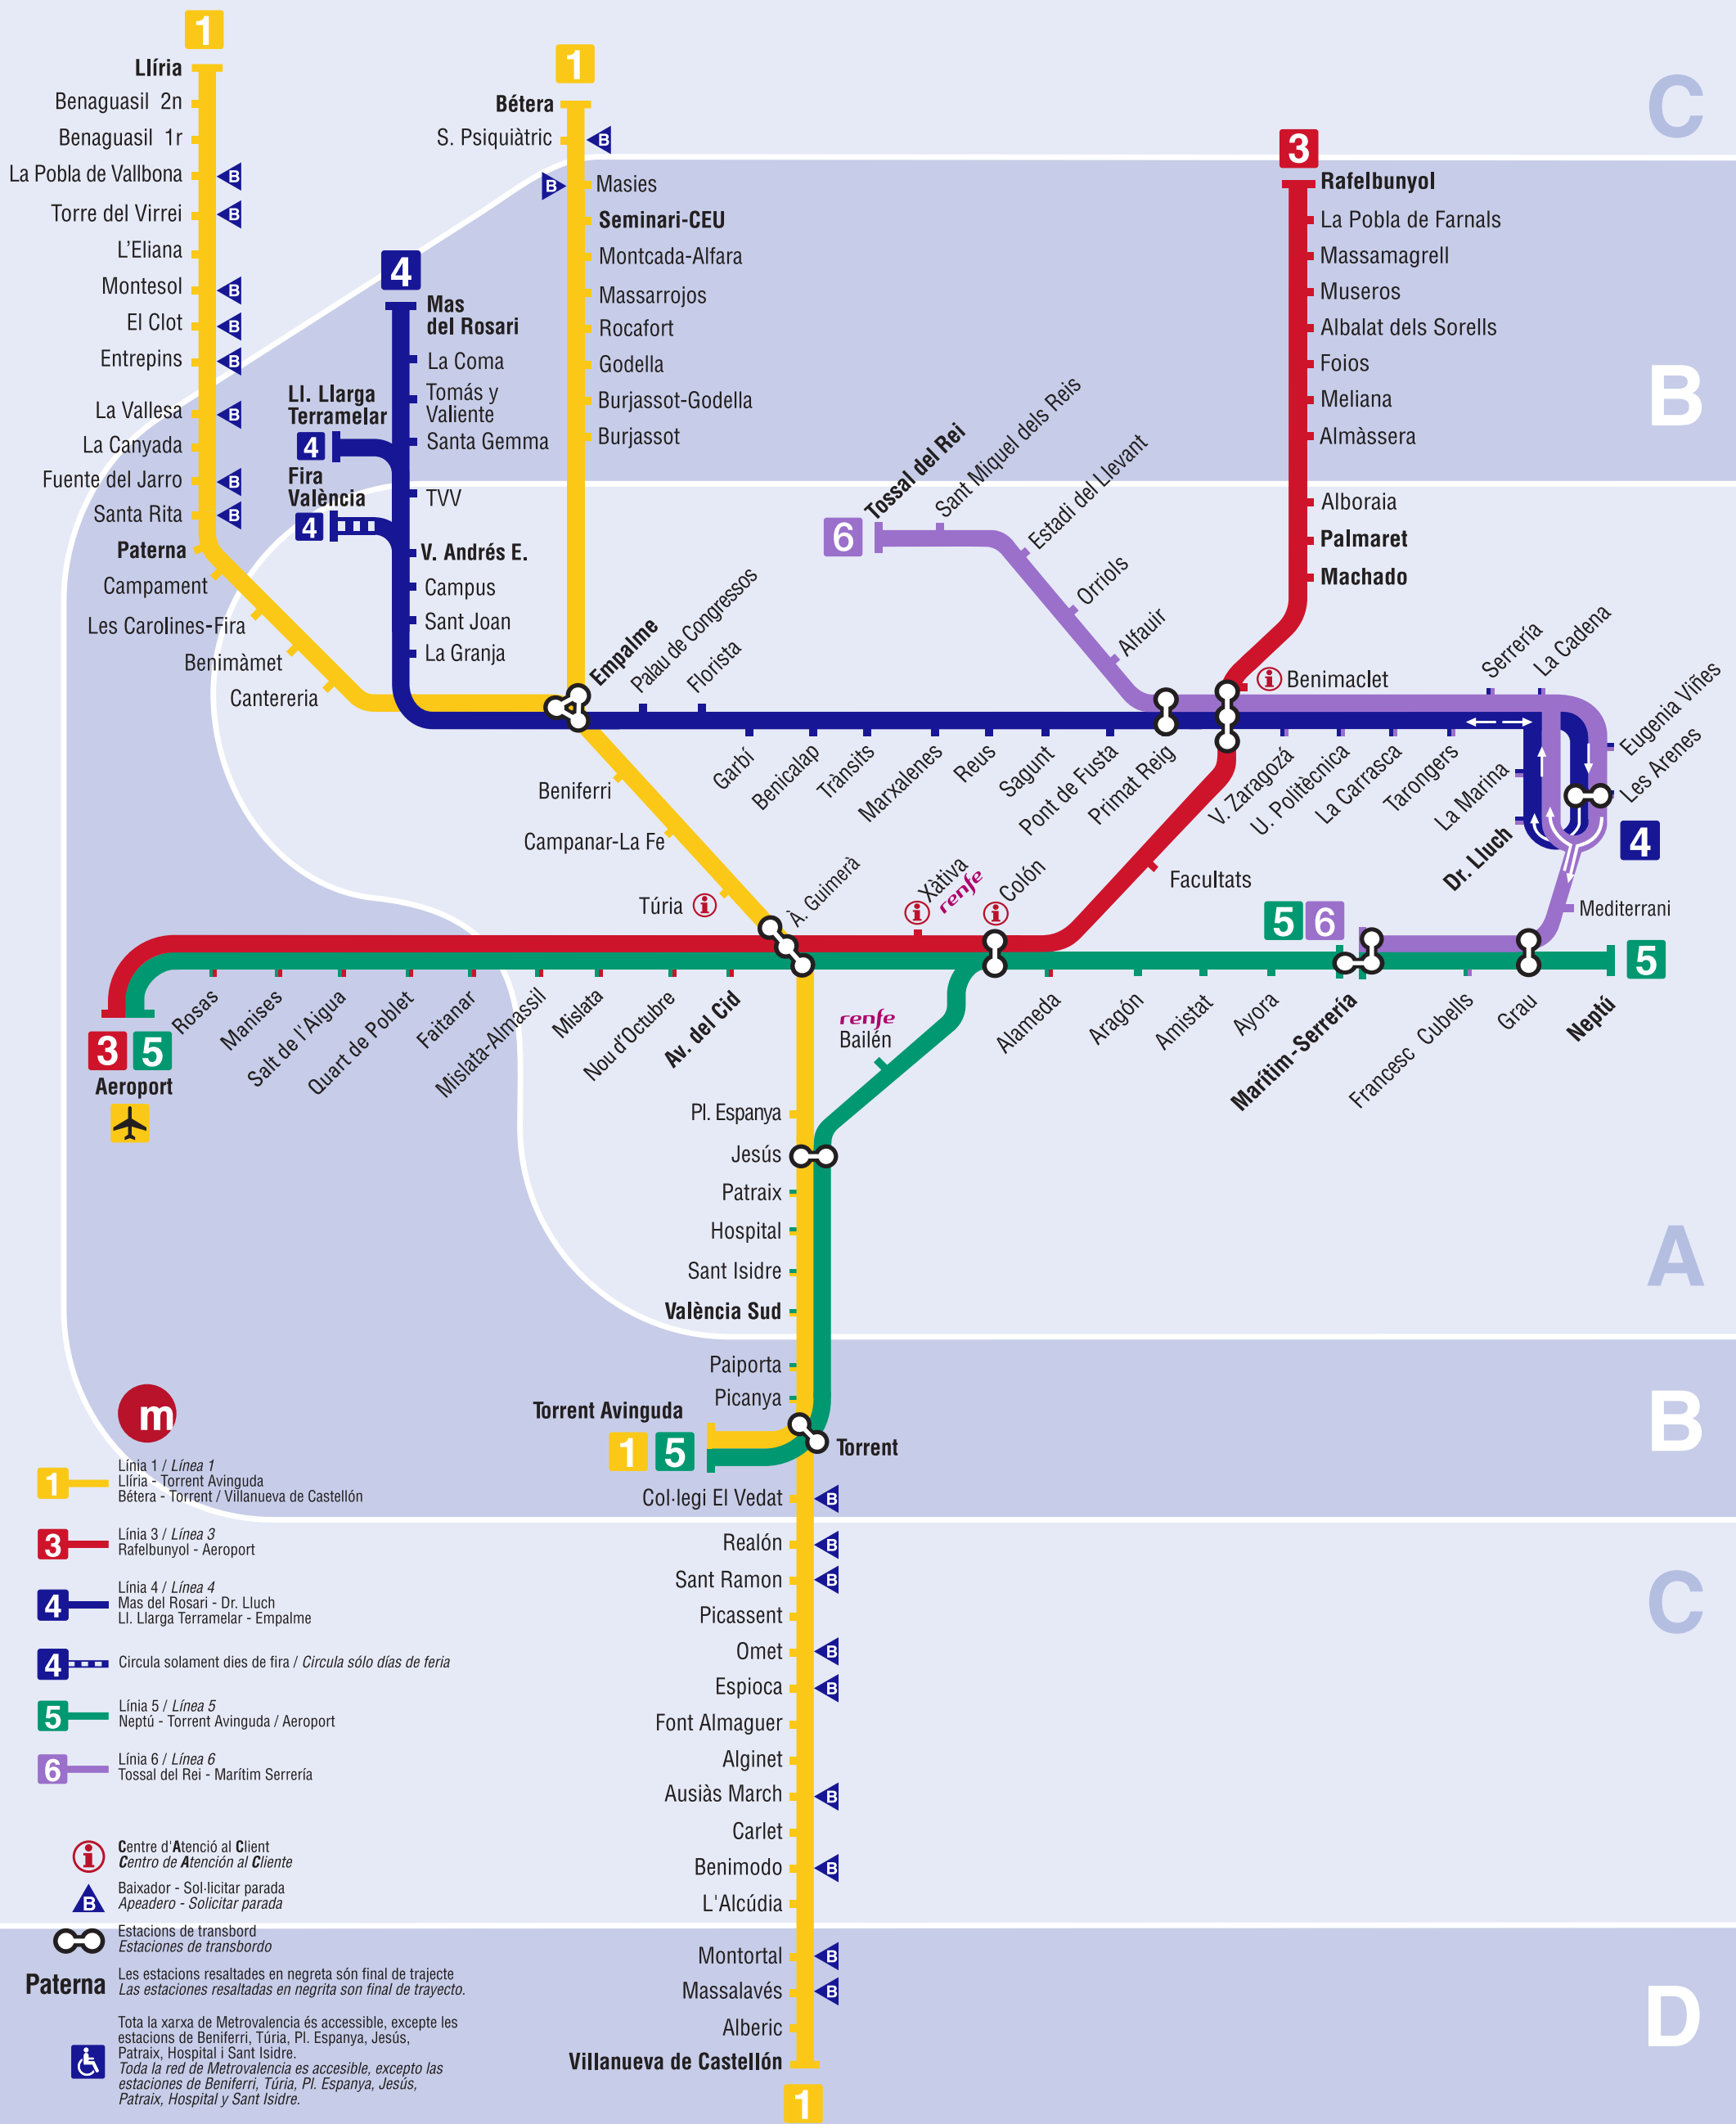 1
Llíria
Benaguasil 2n
Benaguasil 1r
La Pobla de Vallbona
B
Torre del Virrei
B
L'Eliana
Montesol
B
El Clot
B
Entrepins
B
La Vallesa
B
La Canyada
Fuente del Jarro
B
Santa Rita
B
Paterna
Campament
Les Carolines-Fira
Benimàmet
Cantereria
1
Bétera
S. Psiquiàtric
B
B
Masies
Seminari-CEU
Montcada-Alfara
Massarrojos
Rocafort
Godella
Burjassot-Godella
Burjassot
4
Mas
del Rosari
La Coma
Tomás y
Valiente
Santa Gemma
Ll. Llarga
Terramelar
4
Fira
València
4
TVV
V. Andrés E.
Campus
Sant Joan
La Granja
C
3
Rafelbunyol
La Pobla de Farnals
Massamagrell
Museros
Albalat dels Sorells
Foios
Meliana
Almàssera
B
Alboraia
Palmaret
Machado
Benimaclet
6
Tossal del Rei
Sant Miquel dels Reis
Estadi del Llevant
Orriols
Alfauir
Empalme
Palau de Congressos
Florista
Garbí
Benicalap
Trànsits
Marxalenes
Reus
Sagunt
Pont de Fusta
Primat Reig
V. Zaragozá
U. Politècnica
La Carrasca
Tarongers
Serrería
La Cadena
Eugenia Viñes
Les Arenes
La Marina
Dr. Lluch
4
Mediterrani
Beniferri
Campanar-La Fe
Túria
À. Guimerà
Xàtiva
renfe
Colón
Facultats
5 6
5
3 5
Aeroport
Rosas
Manises
Salt de l'Aigua
Quart de Poblet
Faitanar
Mislata-Almassil
Mislata
Nou d'Octubre
Av. del Cid
renfe
Bailén
Alameda
Aragón
Amistat
Ayora
Marítim-Serrería
Francesc Cubells
Grau
Neptú
Pl. Espanya
Jesús
Patraix
Hospital
Sant Isidre
València Sud
A
Paiporta
Picanya
Torrent Avinguda
1 5
Torrent
B
Col·legi El Vedat
B
Realón
B
Sant Ramon
B
Picassent
Omet
B
Espioca
B
Font Almaguer
Alginet
Ausiàs March
B
Carlet
Benimodo
B
L'Alcúdia
C
Montortal
B
Massalavés
B
Alberic
Villanueva de Castellón
1
D
m
1
Línia 1 / Línea 1
Llíria - Torrent Avinguda
Bétera - Torrent / Villanueva de Castellón
3
Línia 3 / Línea 3
Rafelbunyol - Aeroport
4
Línia 4 / Línea 4
Mas del Rosari - Dr. Lluch
Ll. Llarga Terramelar - Empalme
4
Circula solament dies de fira / Circula sólo días de feria
5
Línia 5 / Línea 5
Neptú - Torrent Avinguda / Aeroport
6
Línia 6 / Línea 6
Tossal del Rei - Marítim Serrería
Centre d'Atenció al Client
Centro de Atención al Cliente
B
Baixador - Sol·licitar parada
Apeadero - Solicitar parada
Estacions de transbord
Estaciones de transbordo
Paterna
Les estacions resaltades en negreta són final de trajecte
Las estaciones resaltadas en negrita son final de trayecto.
Tota la xarxa de Metrovalencia és accessible, excepte les
estacions de Beniferri, Túria, Pl. Espanya, Jesús,
Patraix, Hospital i Sant Isidre.
Toda la red de Metrovalencia es accesible, excepto las
estaciones de Beniferri, Túria, Pl. Espanya, Jesús,
Patraix, Hospital y Sant Isidre.